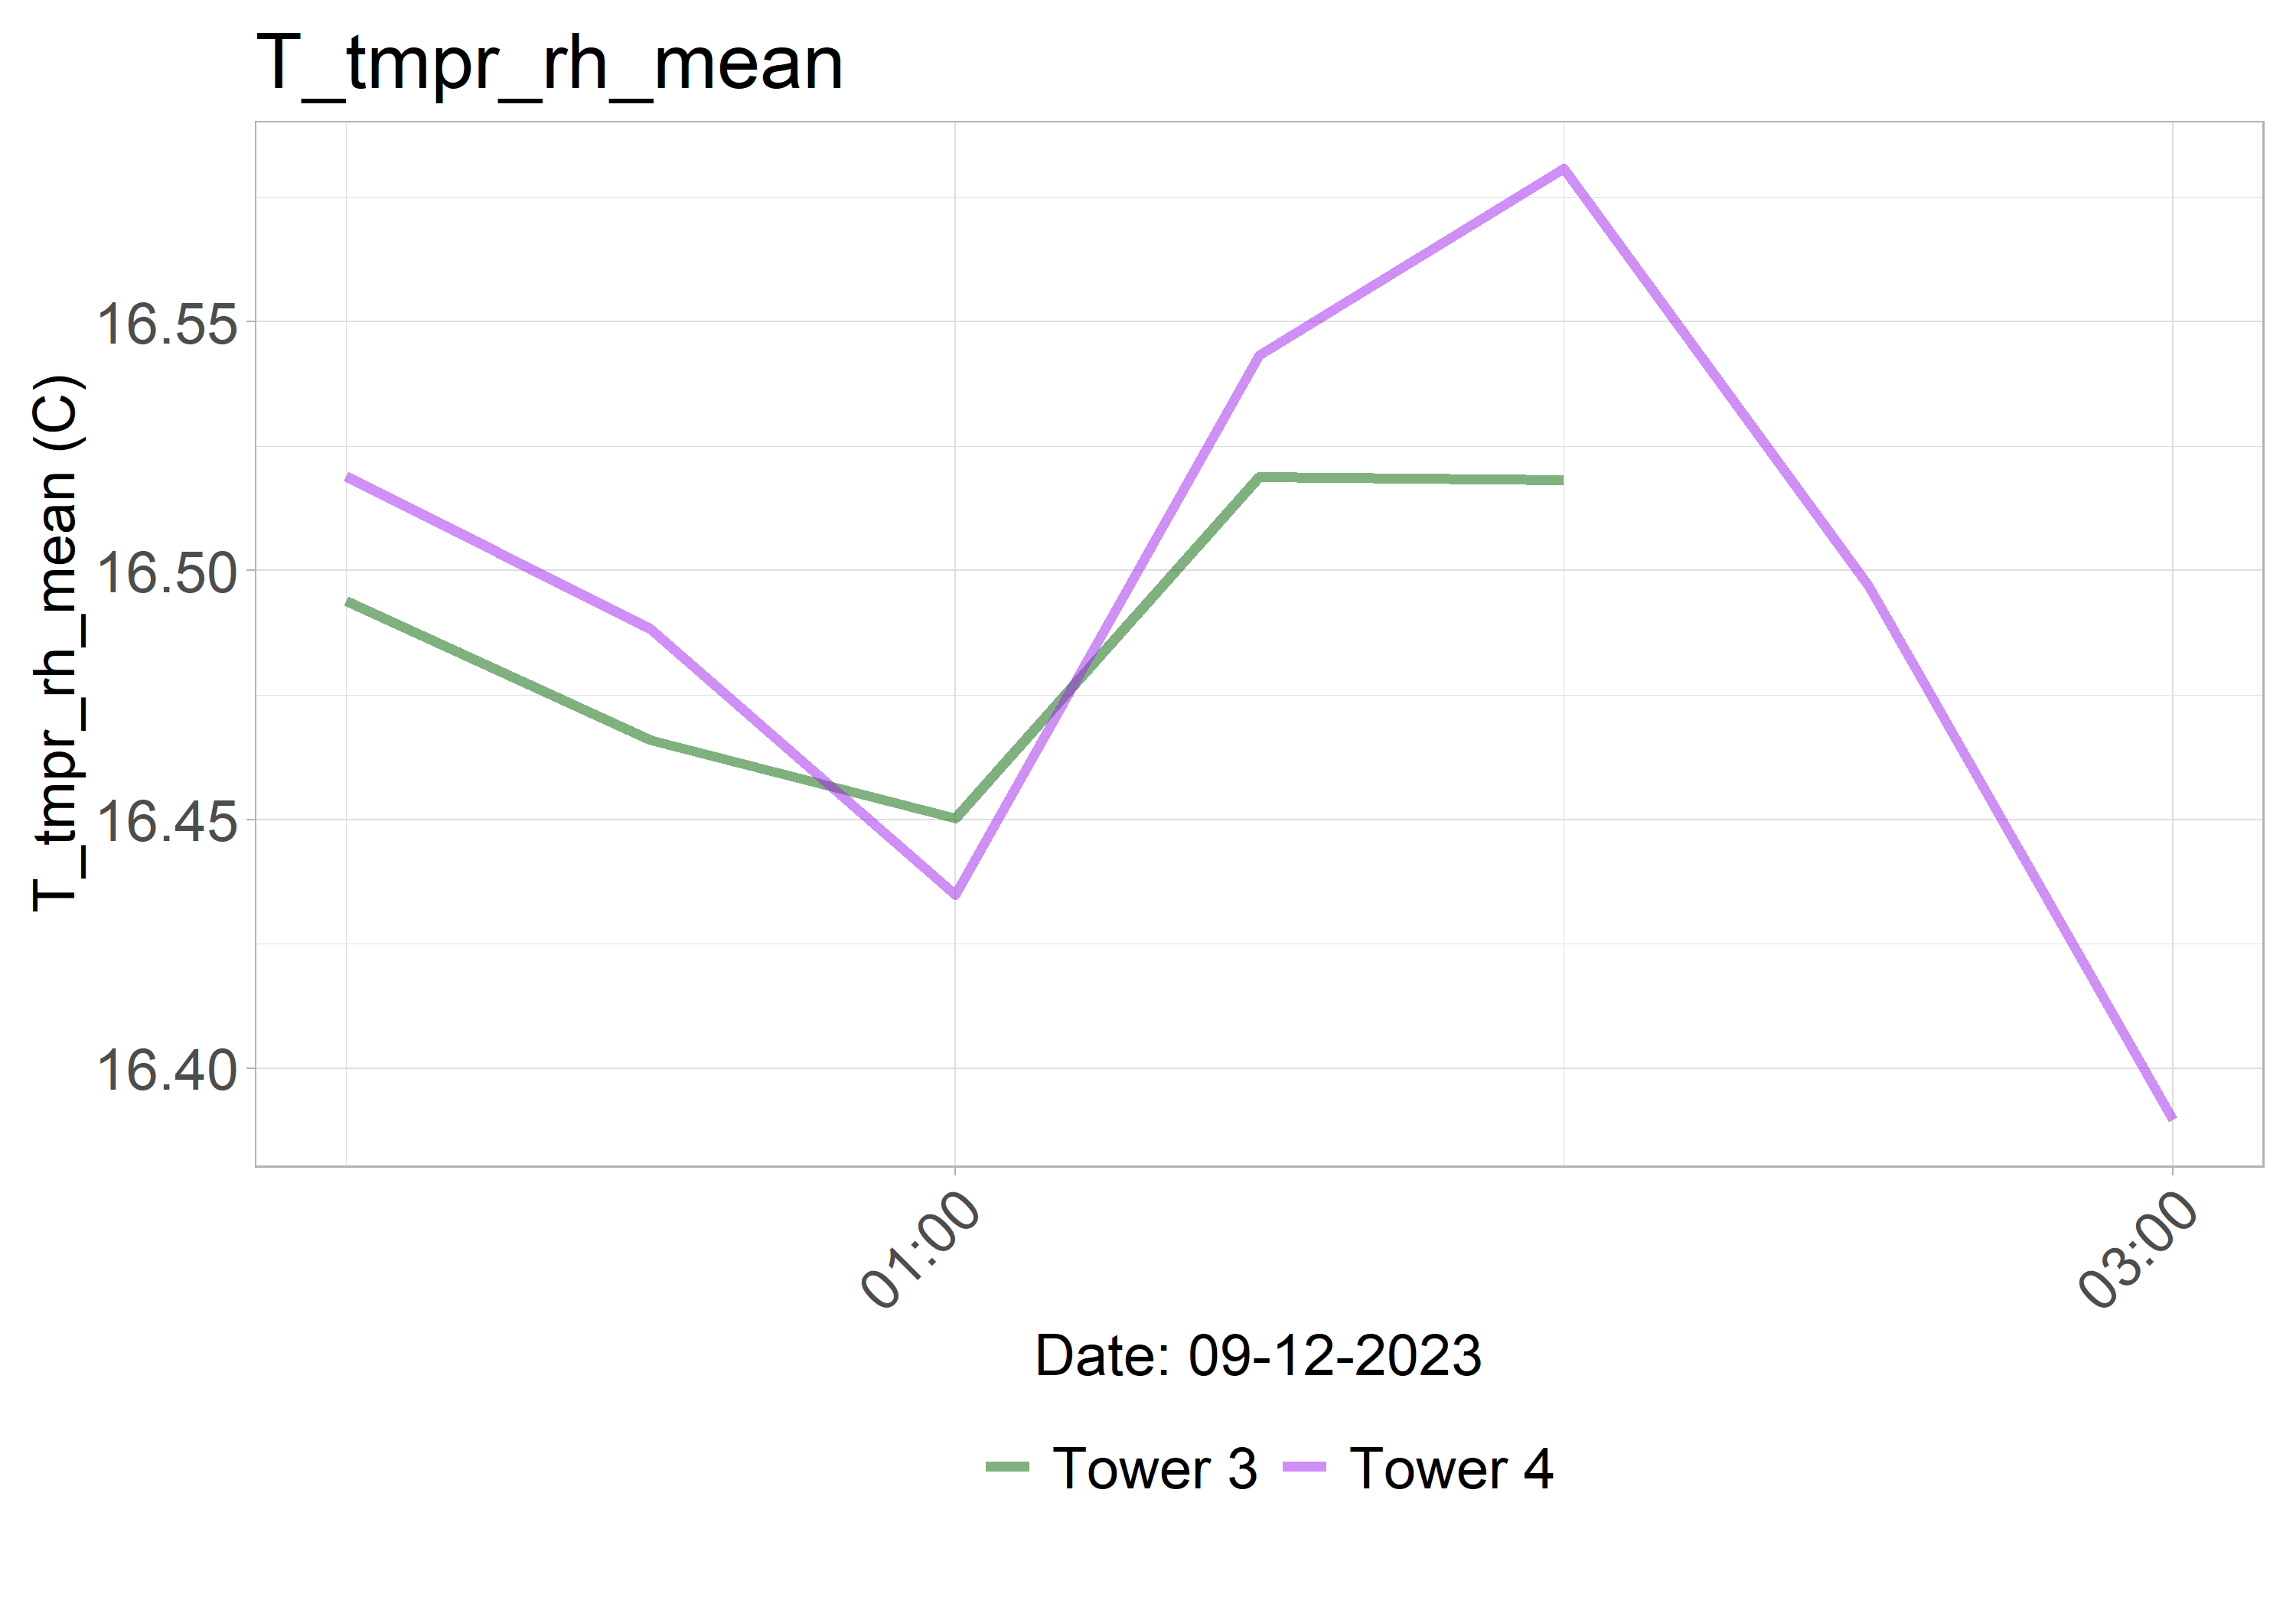 T_tmpr_rh_mean
T_tmpr_rh_mean (C)
16.55
16.50
16.45
16.40
01:00
03:00
Date: 09-12-2023
Tower 3
Tower 4